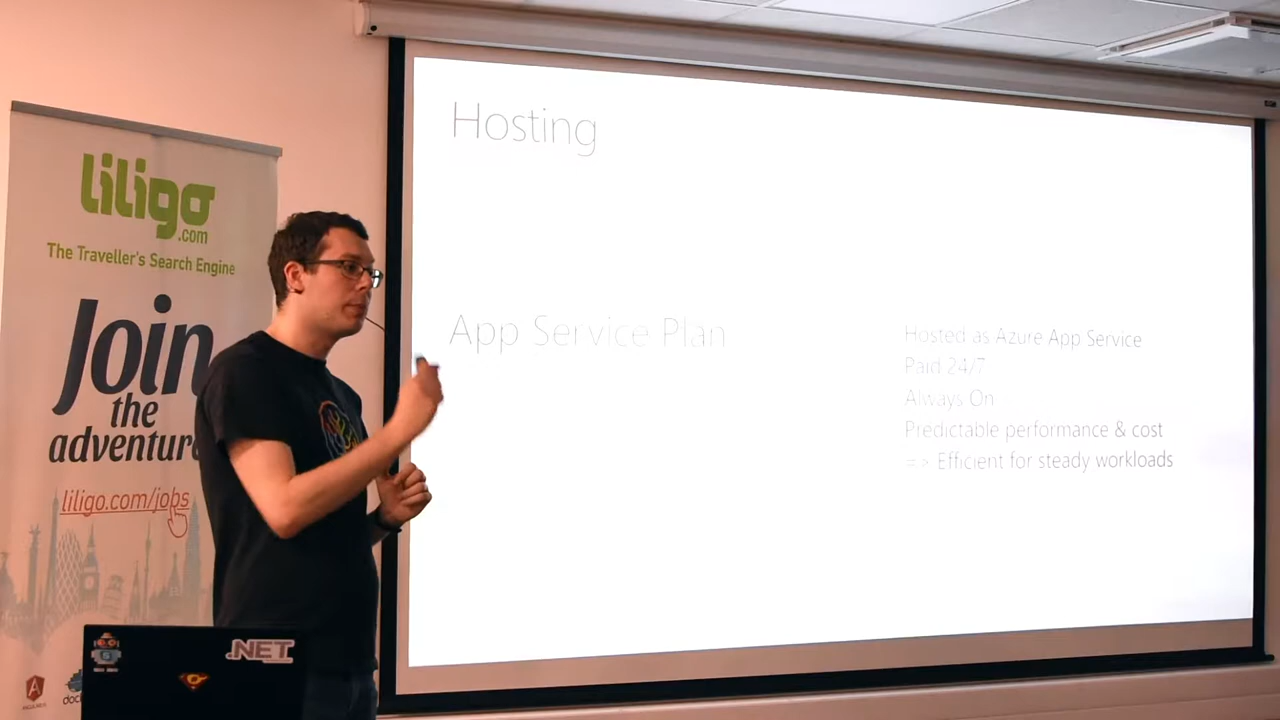 liligo
.com
The Traveller's Search Engine
Join
the
adventure
liligo.com/jobs
Hosting
App Service Plan
Hosted as Azure App Service
Paid 24/7
Always On
Predictable performance & cost
=> Efficient for steady workloads
.NET